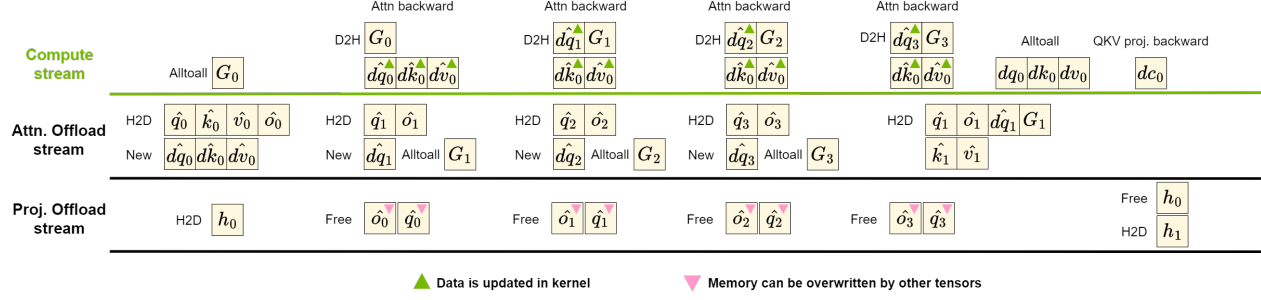 Attn backward Attn backward Attn backward Attn backward
D2H G₀ D2H dq̂₁ G₁ D2H dq̂₂ G₂ D2H dq̂₃ G₃ Alltoall QKV proj. backward
Compute stream
Alltoall G₀ dq̂₀ dk̂₀ dv̂₀ dk̂₀ dv̂₀ dk̂₀ dv̂₀ dk̂₀ dv̂₀ dq₀ dk₀ dv₀ dc₀
Attn. Offload stream
H2D q̂₀ k̂₀ v̂₀ ô₀ H2D q̂₁ ô₁ H2D q̂₂ ô₂ H2D q̂₃ ô₃ H2D q̂₁ ô₁ dq̂₁ G₁
New dq̂₀ dk̂₀ dv̂₀ New dq̂₁ Alltoall G₁ New dq̂₂ Alltoall G₂ New dq̂₃ Alltoall G₃ k̂₁ v̂₁
Proj. Offload stream
Free h₀
H2D h₀ Free ô₀ q̂₀ Free ô₁ q̂₁ Free ô₂ q̂₂ Free ô₃ q̂₃
H2D h₁
Data is updated in kernel Memory can be overwritten by other tensors